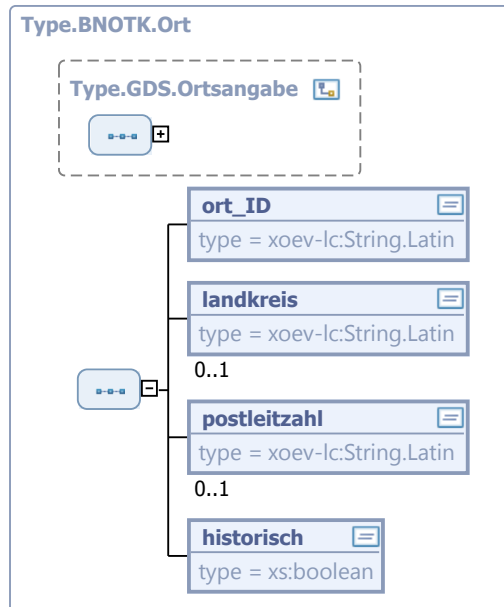 Type.BNOTK.Ort
Type.GDS.Ortsangabe
ort_ID
type = xoev-lc:String.Latin
landkreis
type = xoev-lc:String.Latin
0..1
postleitzahl
type = xoev-lc:String.Latin
0..1
historisch
type = xs:boolean